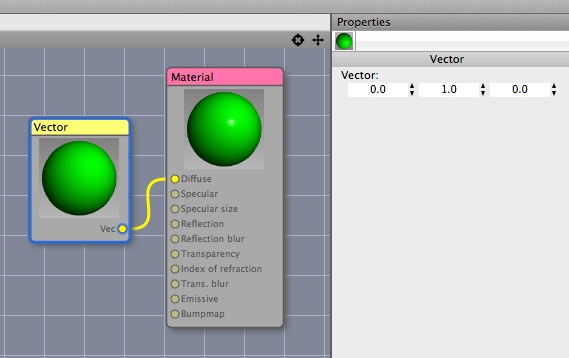 Properties
Vector
Vector:
0.0 1.0 0.0
Material
Diffuse
Specular
Specular size
Reflection
Reflection blur
Transparency
Index of refraction
Trans. blur
Emissive
Bumpmap
Vector
Vec